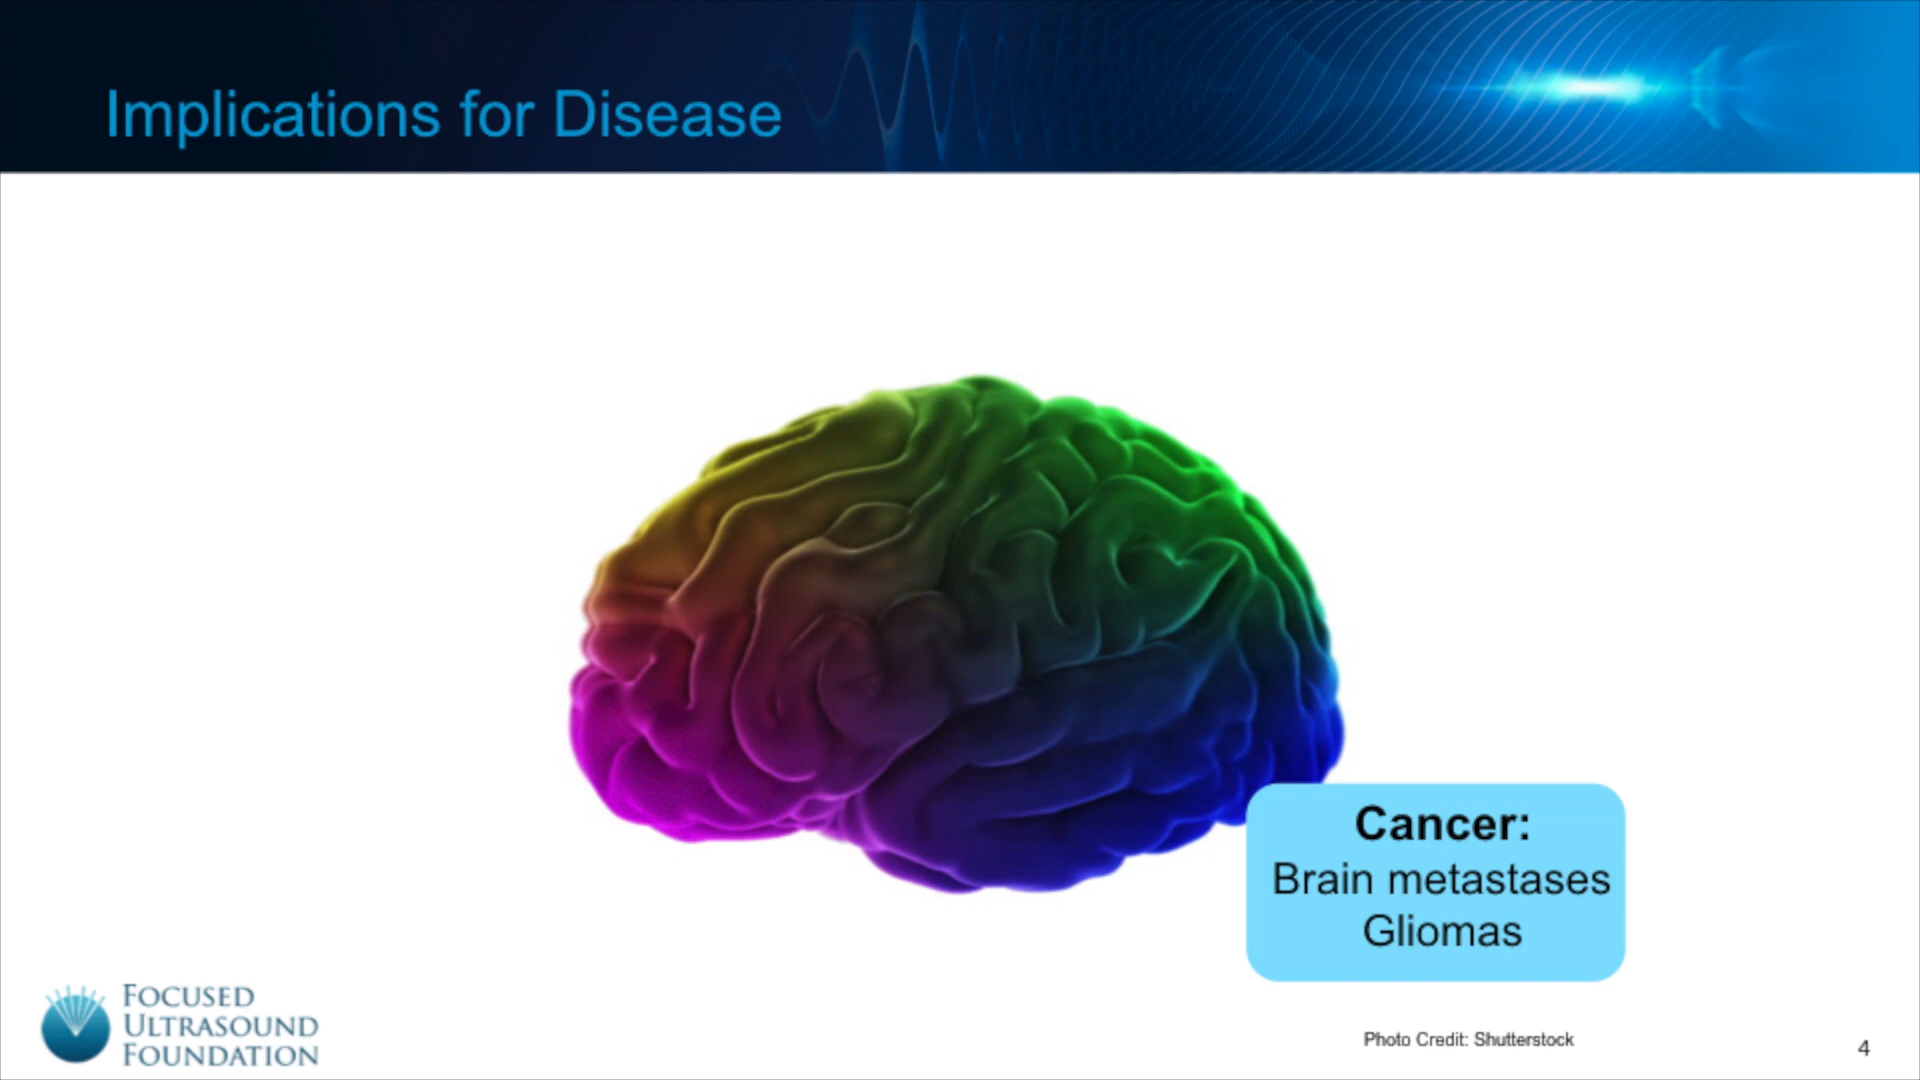 Implications for Disease
Cancer:
Brain metastases
Gliomas
FOCUSED
ULTRASOUND
FOUNDATION
Photo Credit: Shutterstock
4